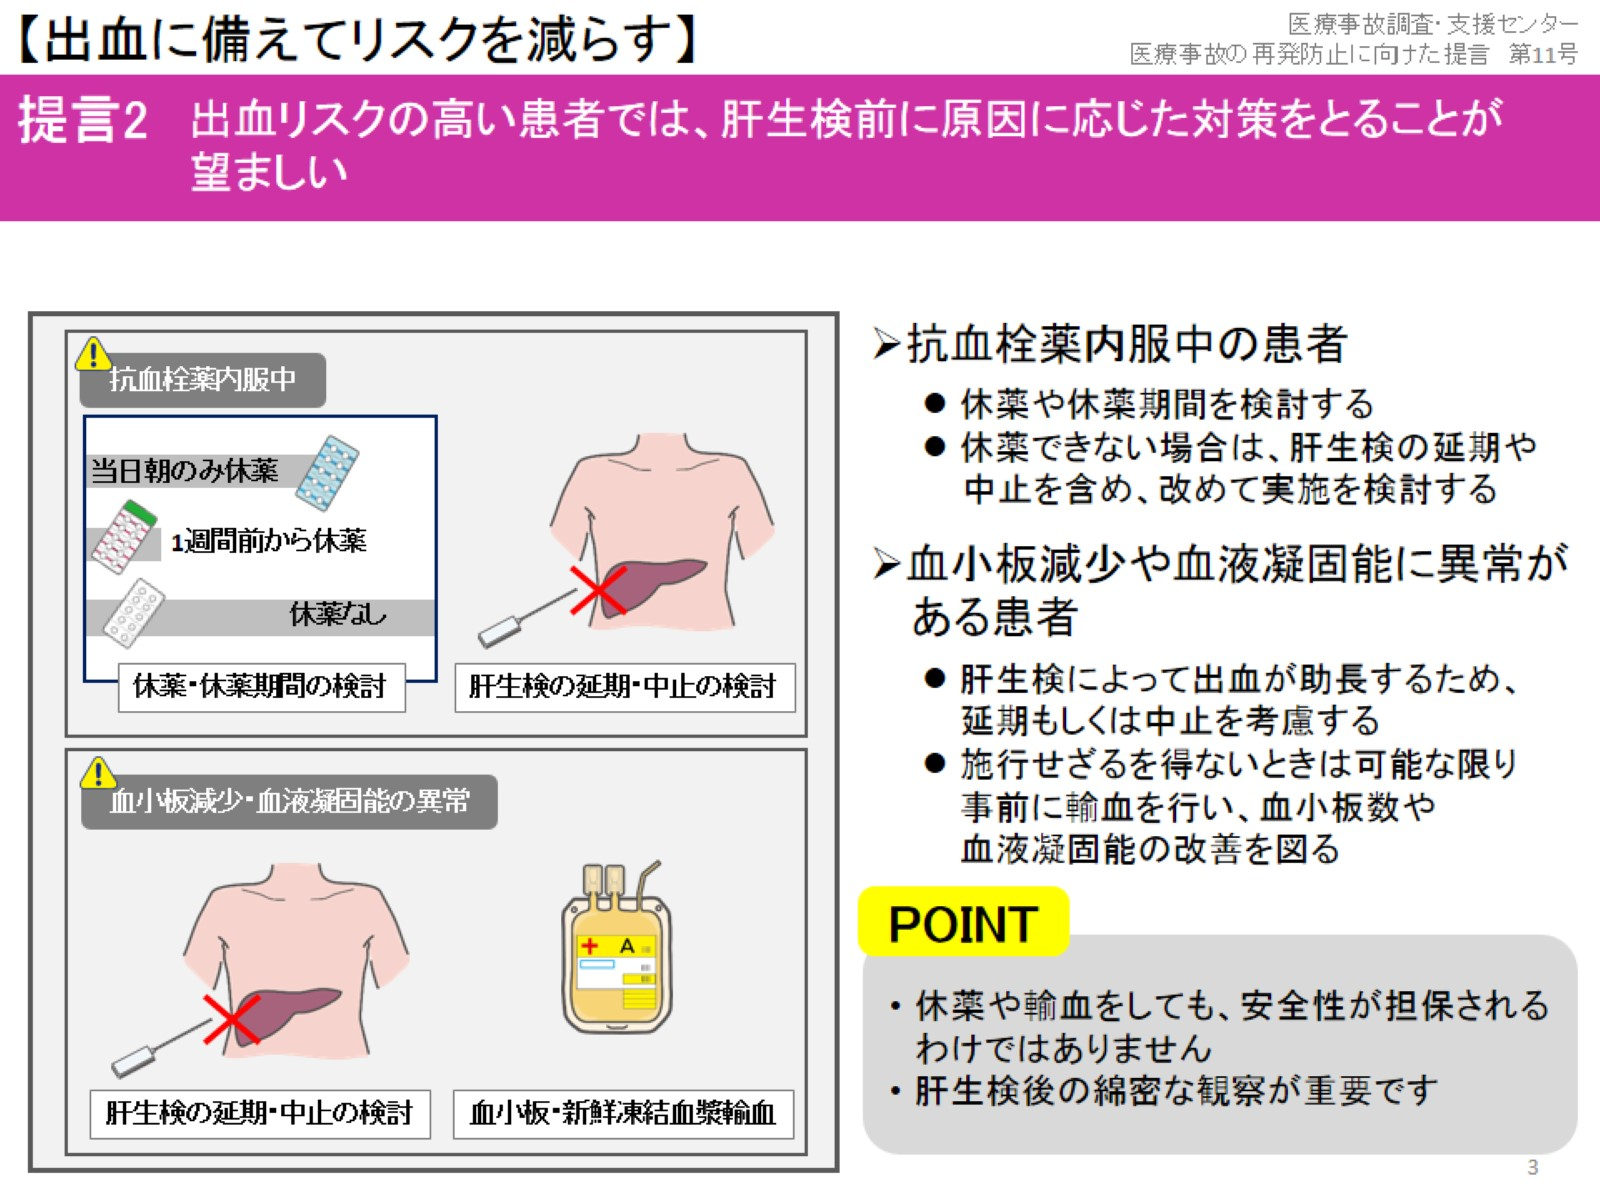 【出血に備えてリスクを減らす】
医療事故調査・支援センター
医療事故の再発防止に向けた提言　第11号
提言2　出血リスクの高い患者では、肝生検前に原因に応じた対策をとることが
望ましい
抗血栓薬内服中
当日朝のみ休薬
1週間前から休薬
休薬なし
休薬・休薬期間の検討
肝生検の延期・中止の検討
血小板減少・血液凝固能の異常
+ A
肝生検の延期・中止の検討
血小板・新鮮凍結血漿輸血
➢抗血栓薬内服中の患者
● 休薬や休薬期間を検討する
● 休薬できない場合は、肝生検の延期や
中止を含め、改めて実施を検討する
➢血小板減少や血液凝固能に異常が
ある患者
● 肝生検によって出血が助長するため、
延期もしくは中止を考慮する
● 施行せざるを得ないときは可能な限り
事前に輸血を行い、血小板数や
血液凝固能の改善を図る
POINT
・休薬や輸血をしても、安全性が担保される
わけではありません
・肝生検後の綿密な観察が重要です
3